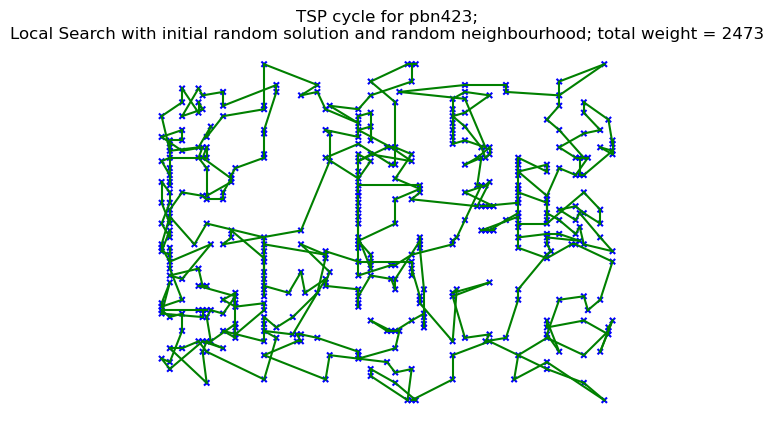 TSP cycle for pbn423;
Local Search with initial random solution and random neighbourhood; total weight = 2473